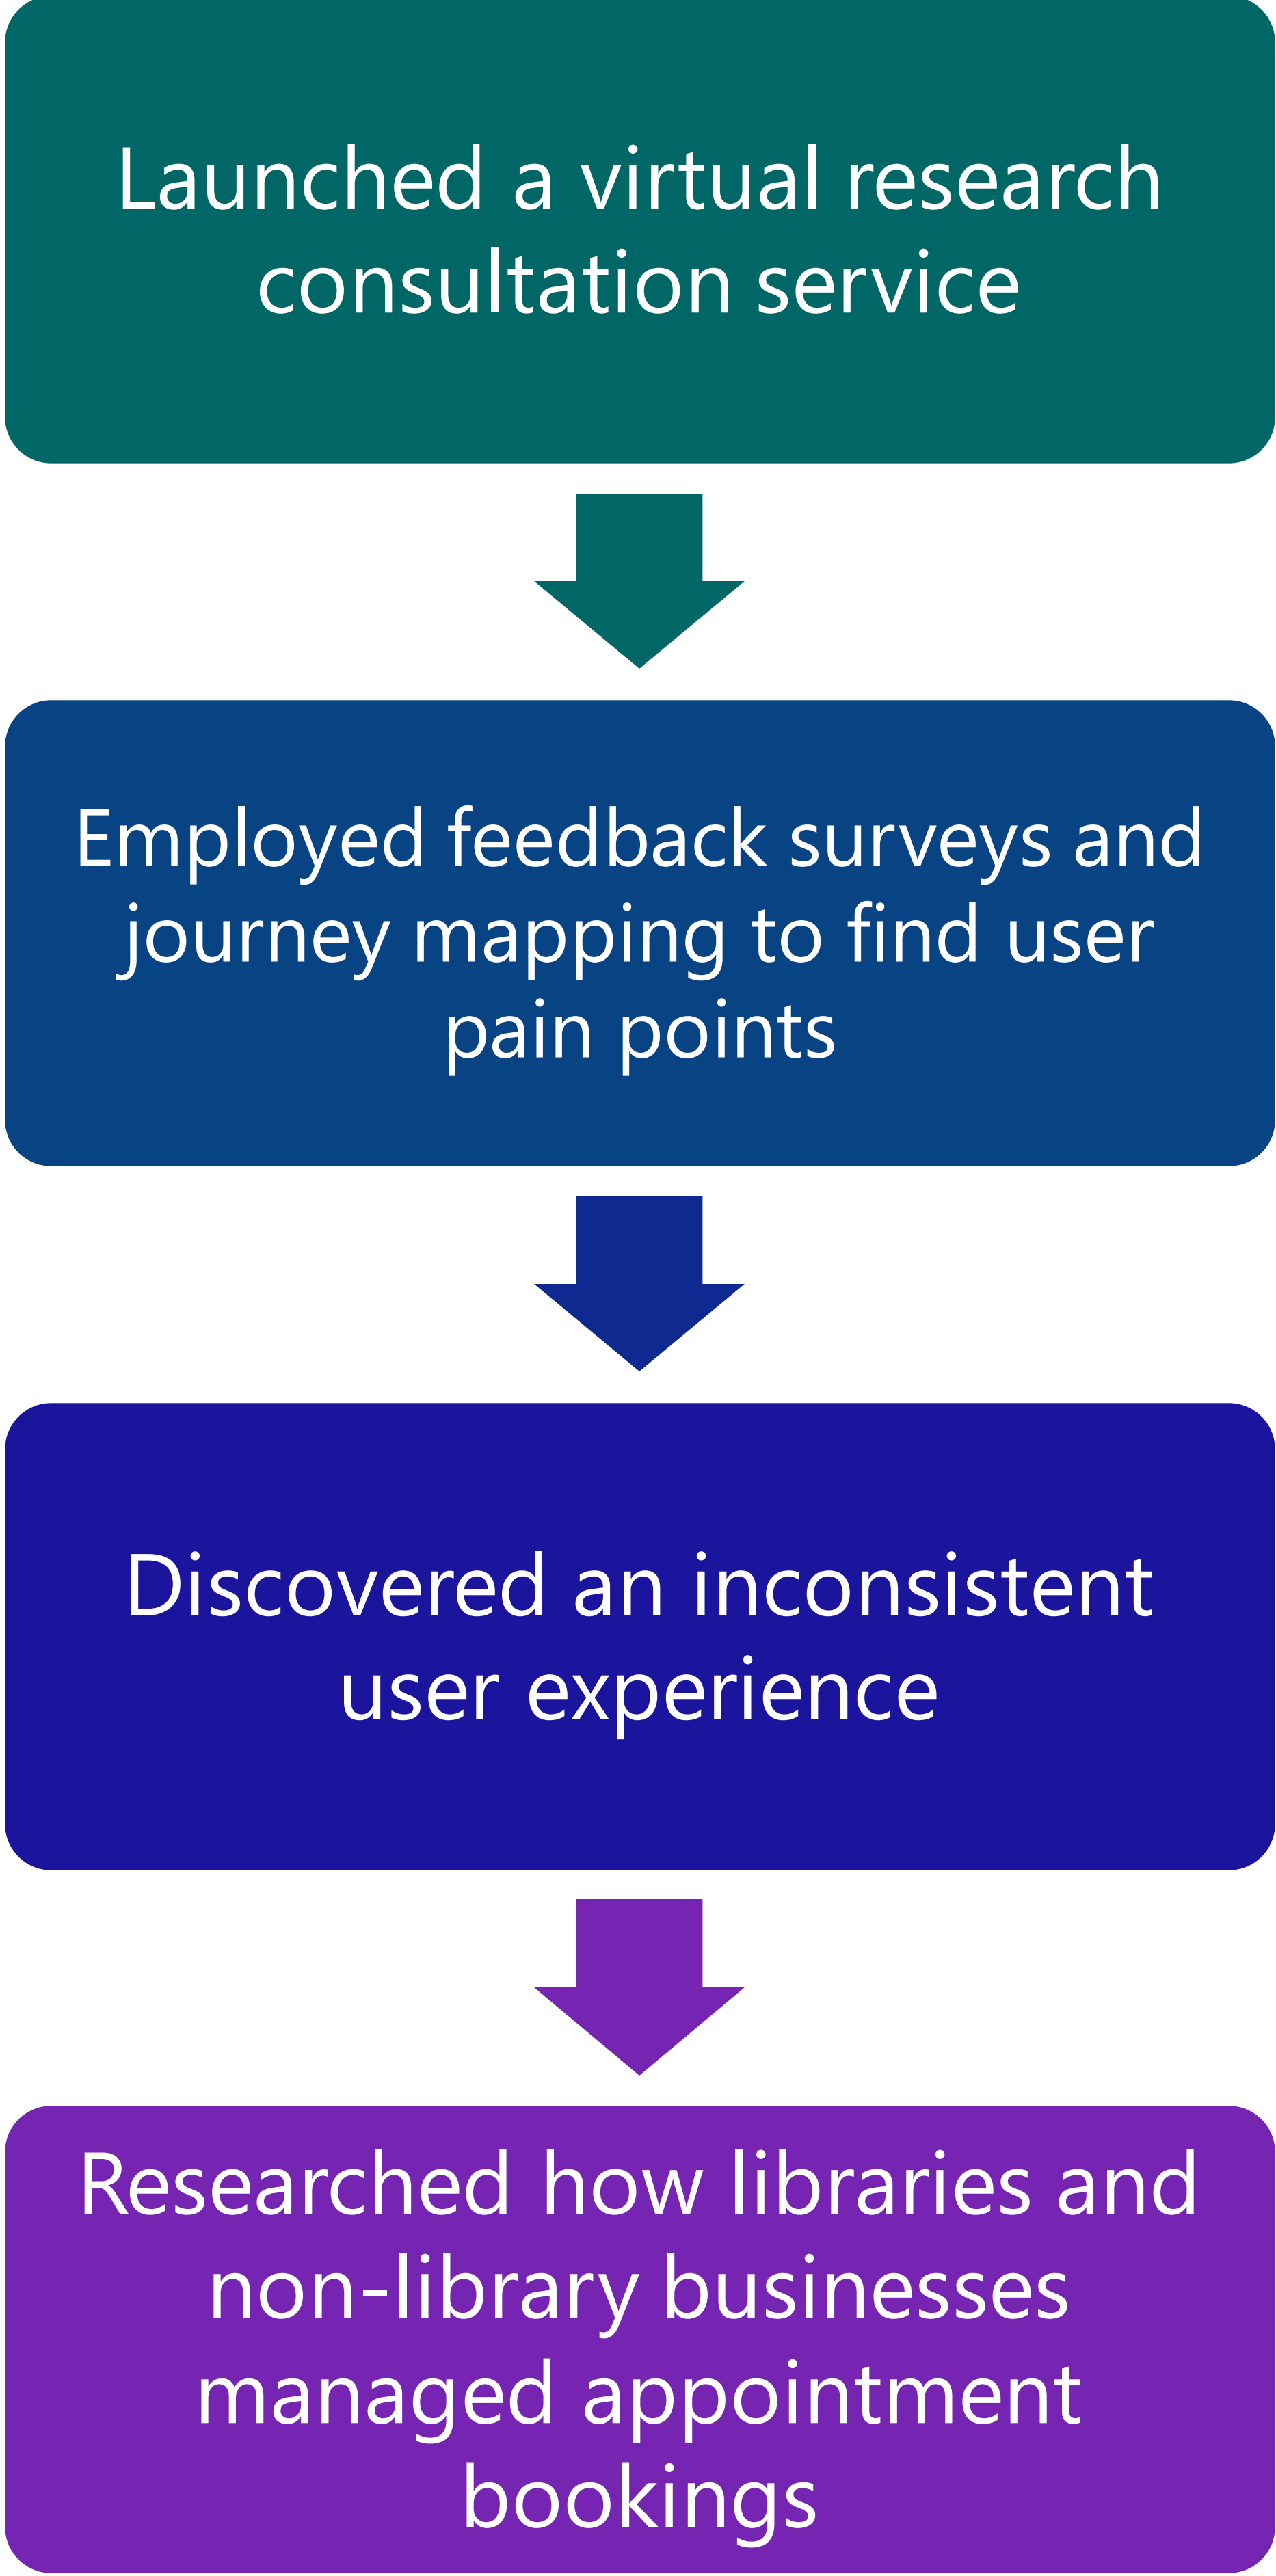 Launched a virtual research
consultation service
Employed feedback surveys and
journey mapping to find user
pain points
Discovered an inconsistent
user experience
Researched how libraries and
non-library businesses
managed appointment
bookings